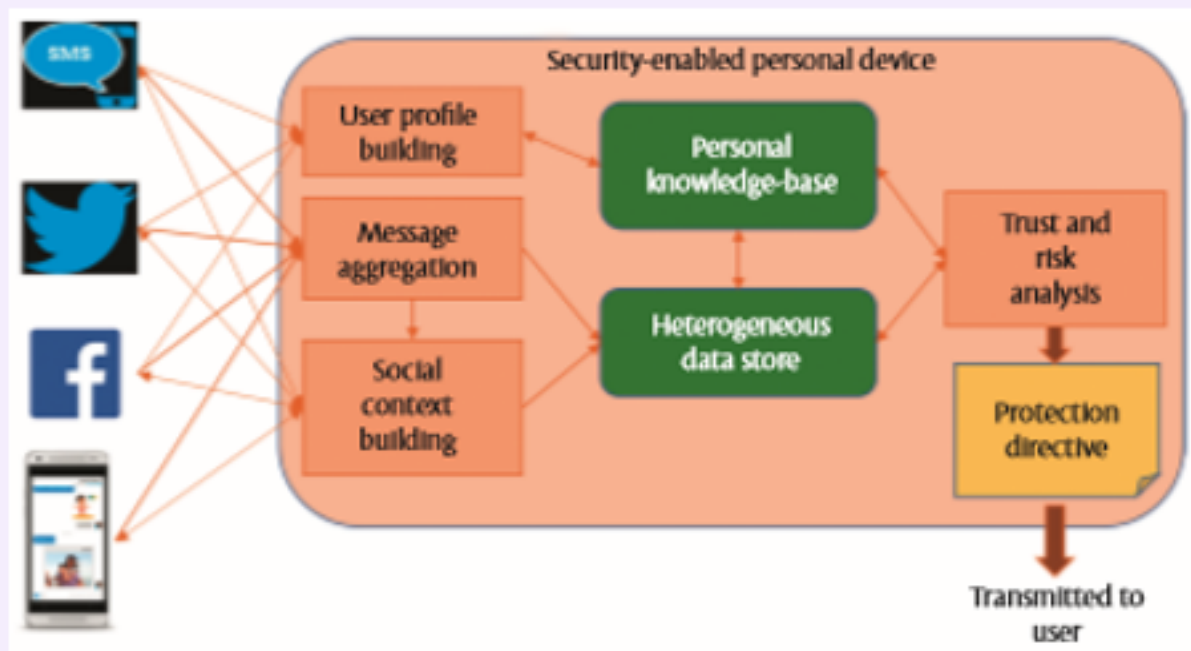 SMS
Security-enabled personal device
User profile
building
Personal
knowledge-base
Message
aggregation
Trust and
risk
analysis
Heterogeneous
data store
Social
context
building
Protection
directive
Transmitted to
user